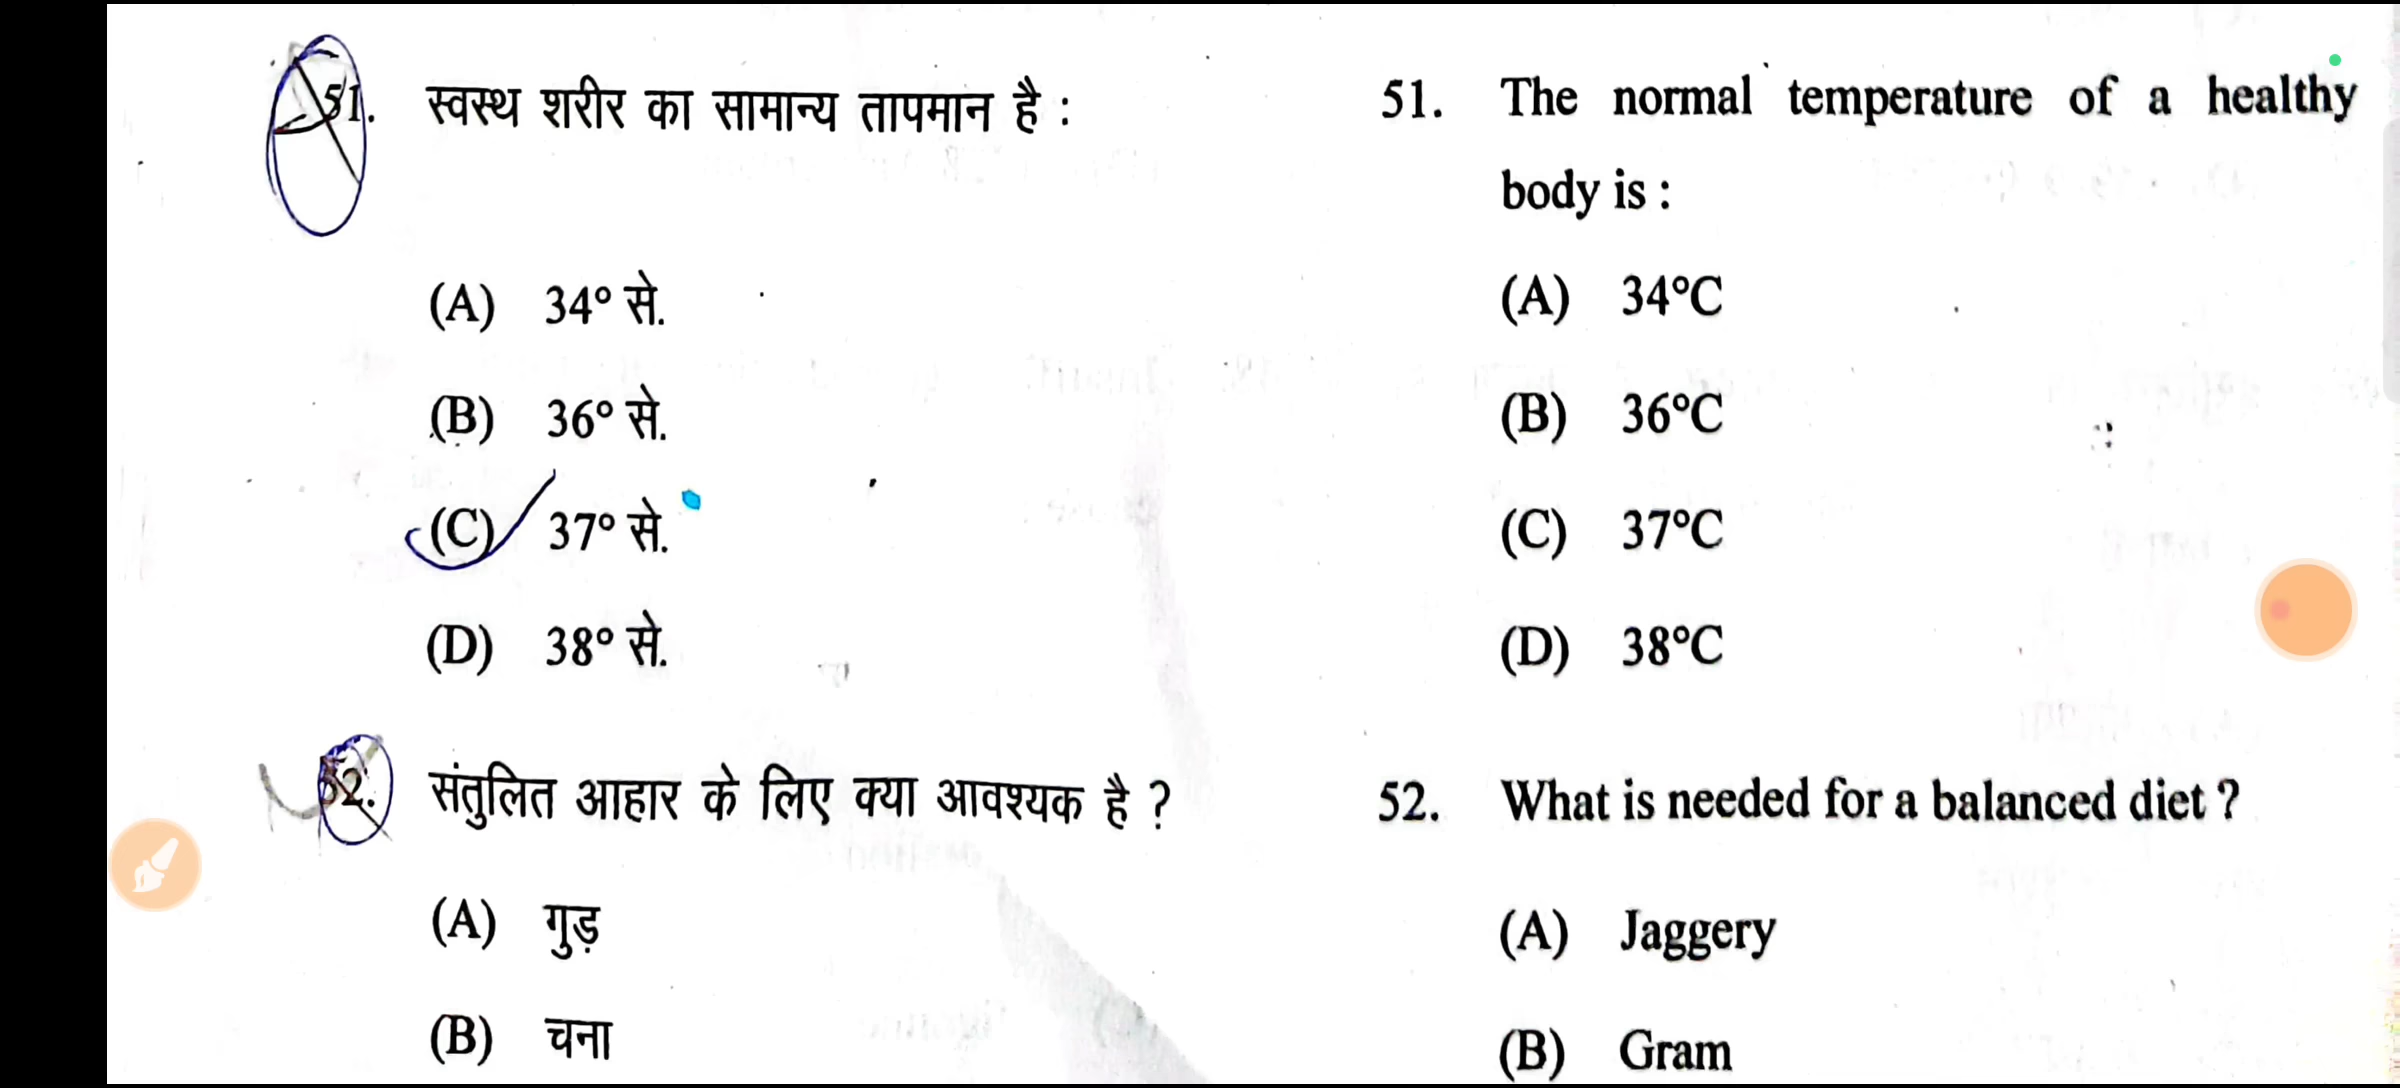 51. स्वस्थ शरीर का सामान्य तापमान है :
(A) 34° से.
(B) 36° से.
(C) 37° से.
(D) 38° से.
52. संतुलित आहार के लिए क्या आवश्यक है ?
(A) गुड़
(B) चना
51. The normal temperature of a healthy
body is :
(A) 34°C
(B) 36°C
(C) 37°C
(D) 38°C
52. What is needed for a balanced diet ?
(A) Jaggery
(B) Gram